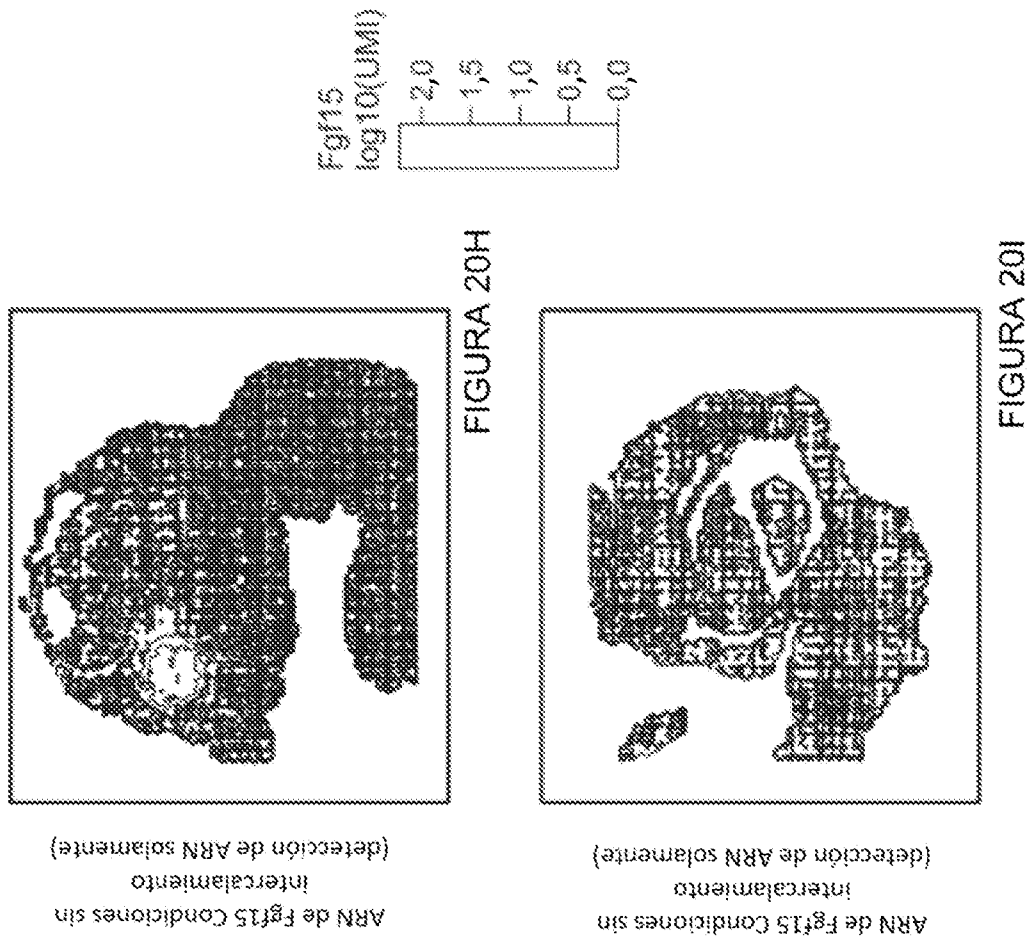 ARN de Fgf15 Condiciones sin
intercalamiento
(detección de ARN solamente)
FIGURA 20H
Fgf15
log10(UMI)
2,0
1,5
1,0
0,5
0,0
ARN de Fgf15 Condiciones sin
intercalamiento
(detección de ARN solamente)
FIGURA 20I